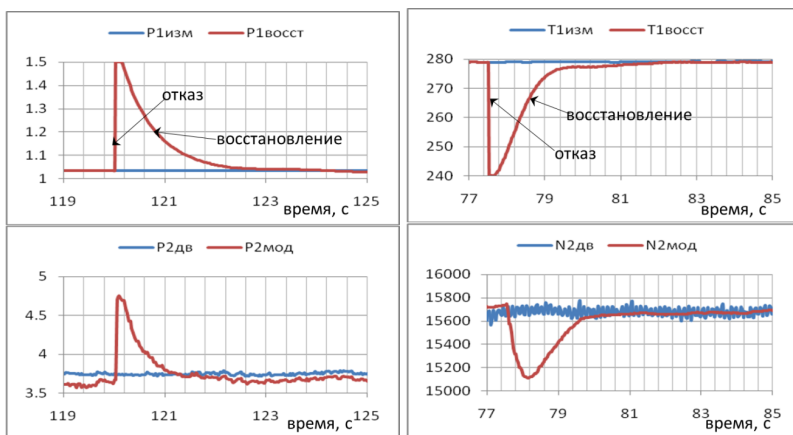 P1изм P1восст
1.5
1.4
1.3
1.2
1.1
1
отказ
восстановление
119 121 123 125
время, с
T1изм T1восст
280
270
260
250
240
восстановление
отказ
77 79 81 83 85
время, с
P2дв P2мод
5
4.5
4
3.5
119 121 123 125
время, с
N2дв N2мод
16000
15800
15600
15400
15200
15000
77 79 81 83 85
время, с